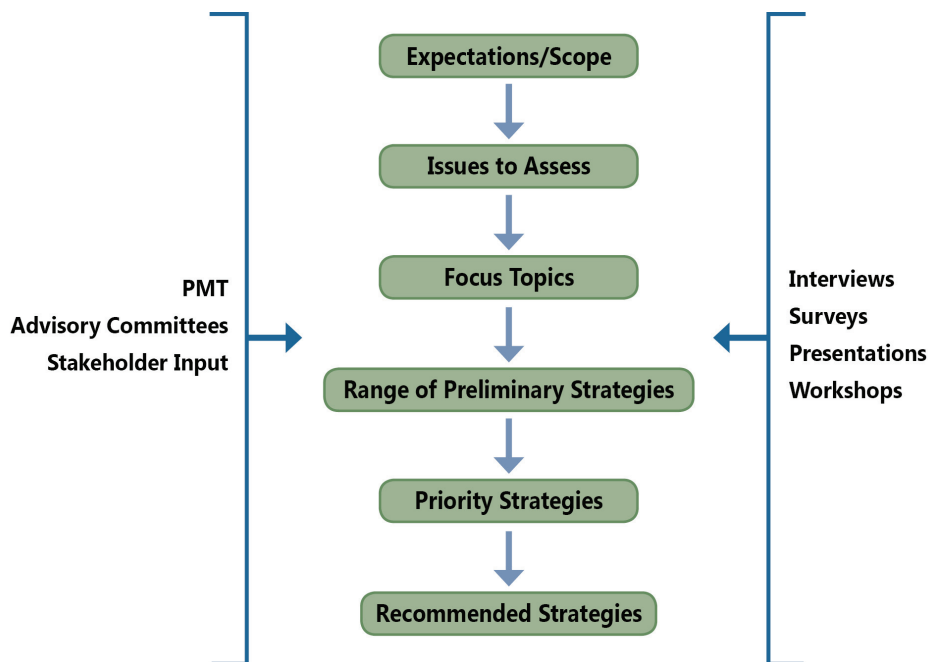 Expectations/Scope
Issues to Assess
Focus Topics
Range of Preliminary Strategies
Priority Strategies
Recommended Strategies
PMT
Advisory Committees
Stakeholder Input
Interviews
Surveys
Presentations
Workshops